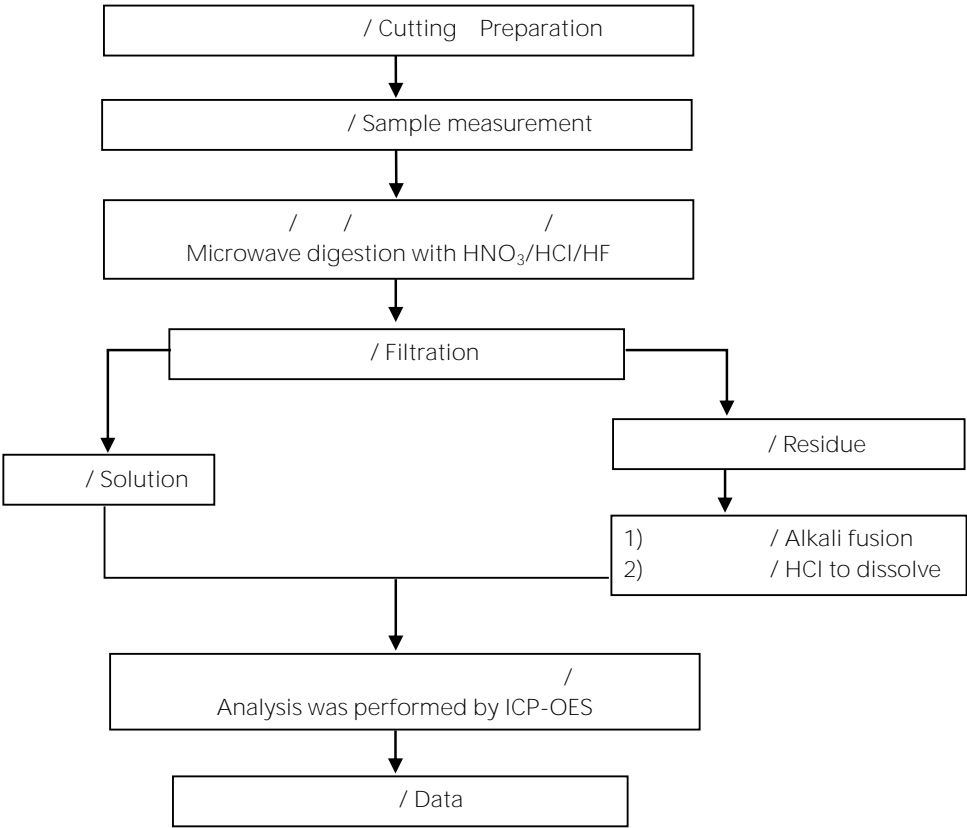 / Cutting Preparation
/ Sample measurement
/ / /
Microwave digestion with HNO₃/HCl/HF
/ Filtration
/ Residue
/ Solution
1) / Alkali fusion
2) / HCl to dissolve
/
Analysis was performed by ICP-OES
/ Data